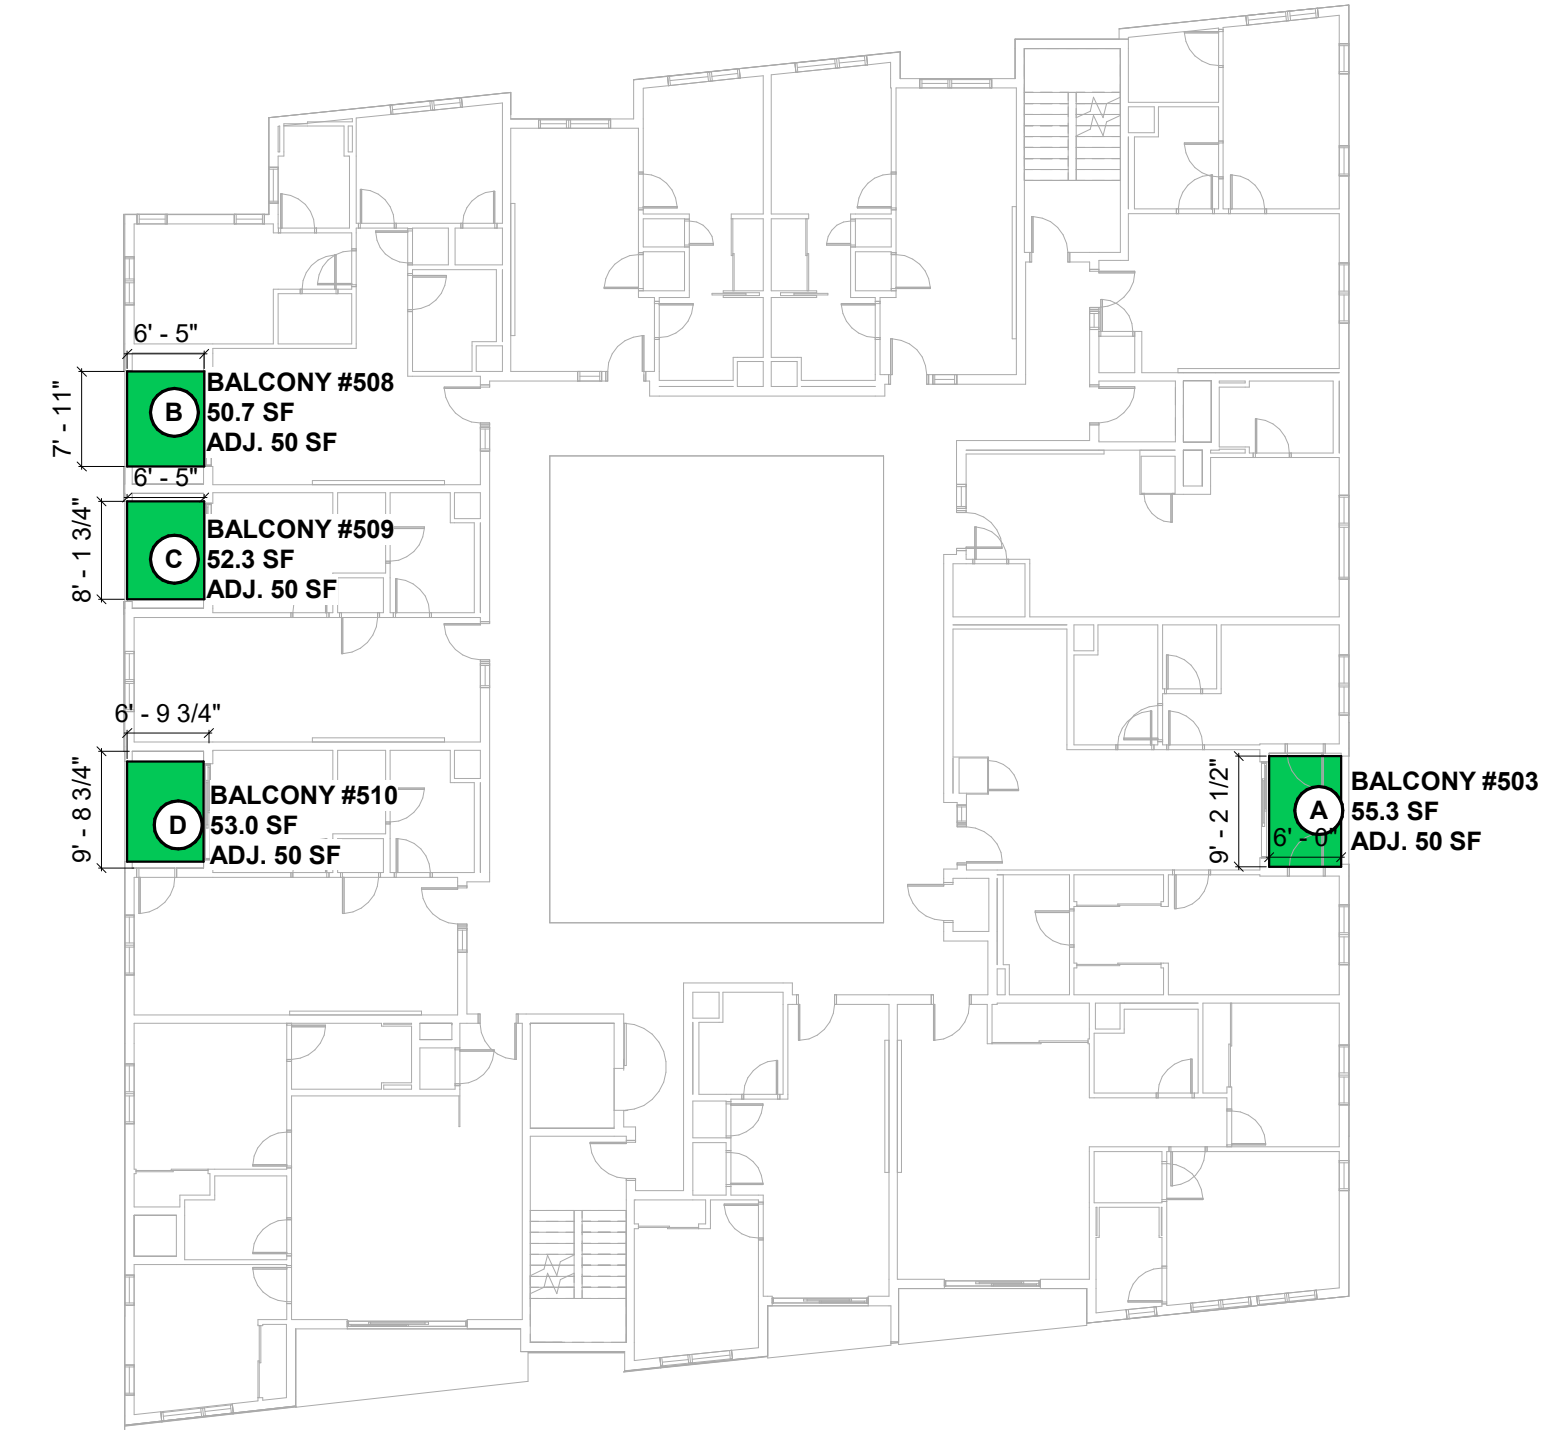 6' - 5"
7' - 11"
B
BALCONY #508
50.7 SF
ADJ. 50 SF
6' - 5"
8' - 1 3/4"
C
BALCONY #509
52.3 SF
ADJ. 50 SF
6' - 9 3/4"
9' - 8 3/4"
D
BALCONY #510
53.0 SF
ADJ. 50 SF
9' - 2 1/2"
A
6' - 0"
BALCONY #503
55.3 SF
ADJ. 50 SF